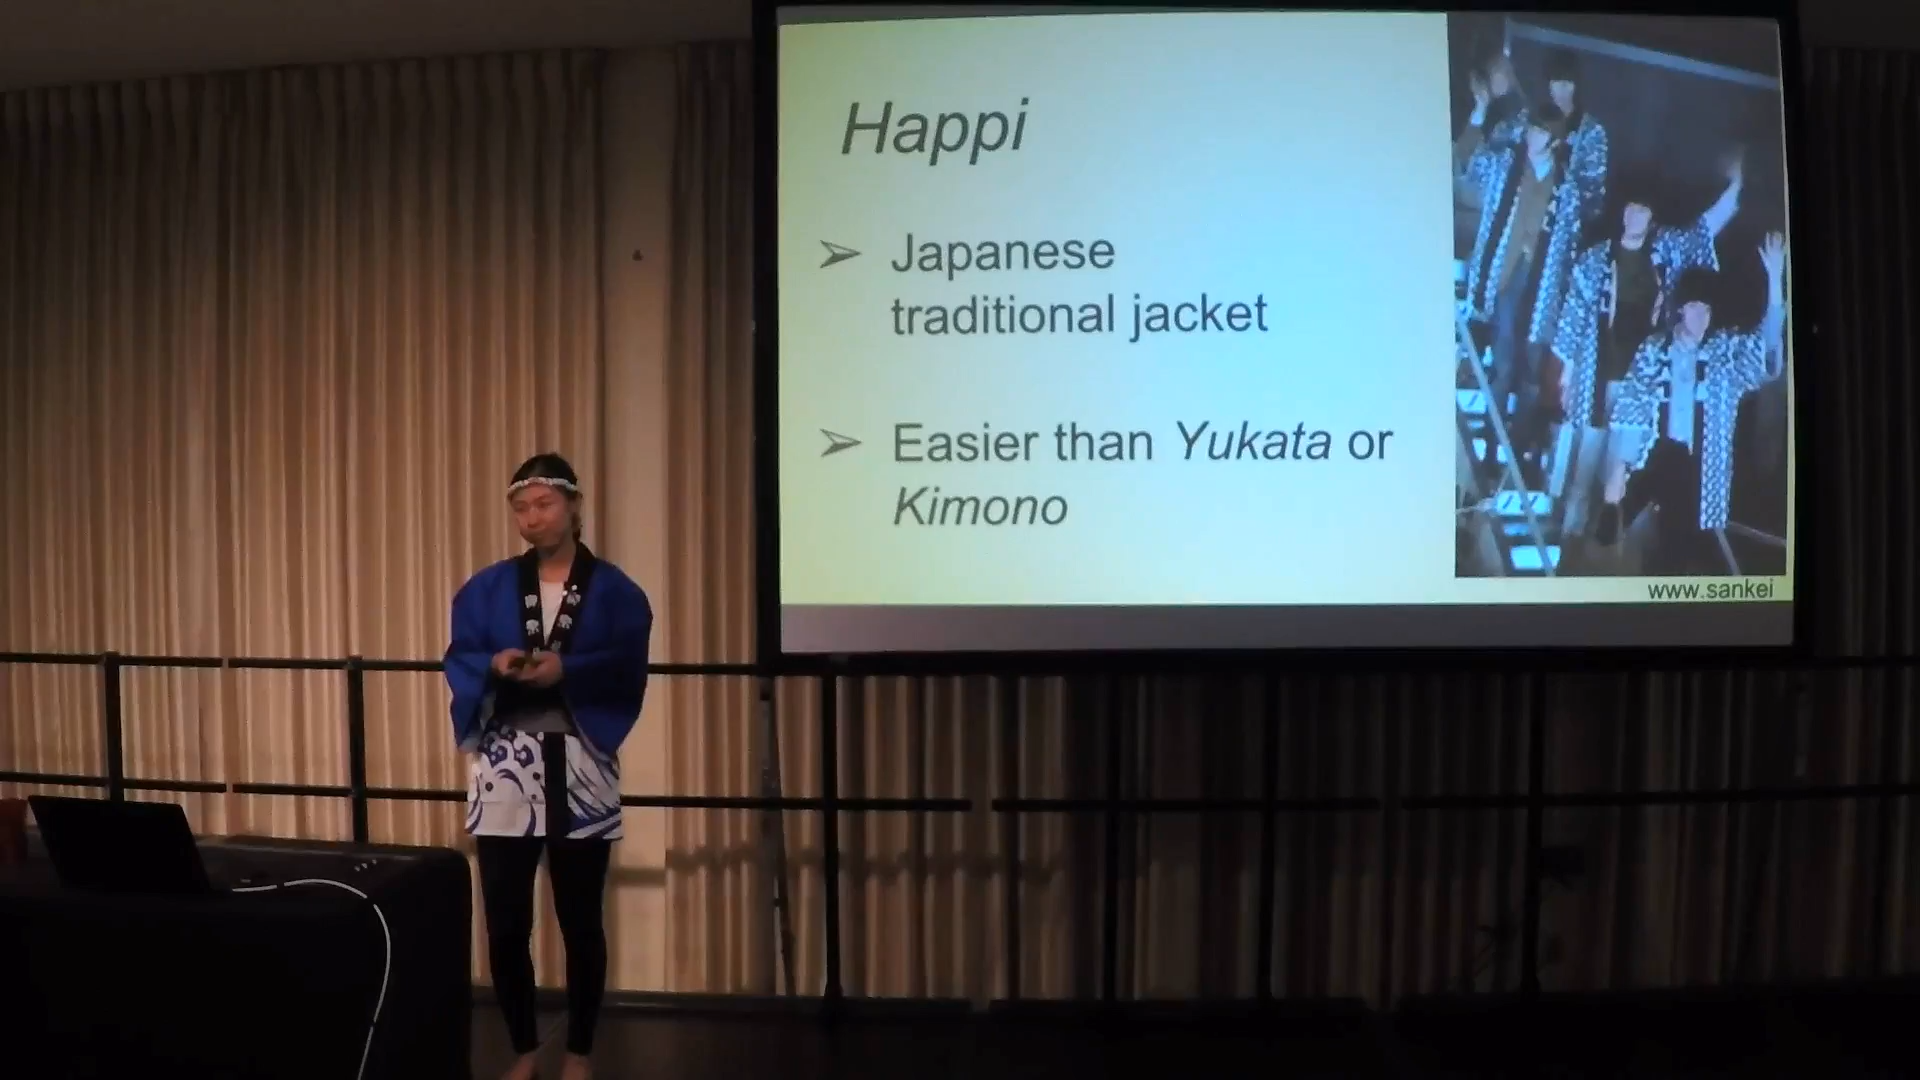 Happi
➢ Japanese
traditional jacket
➢ Easier than Yukata or
Kimono
www.sankei